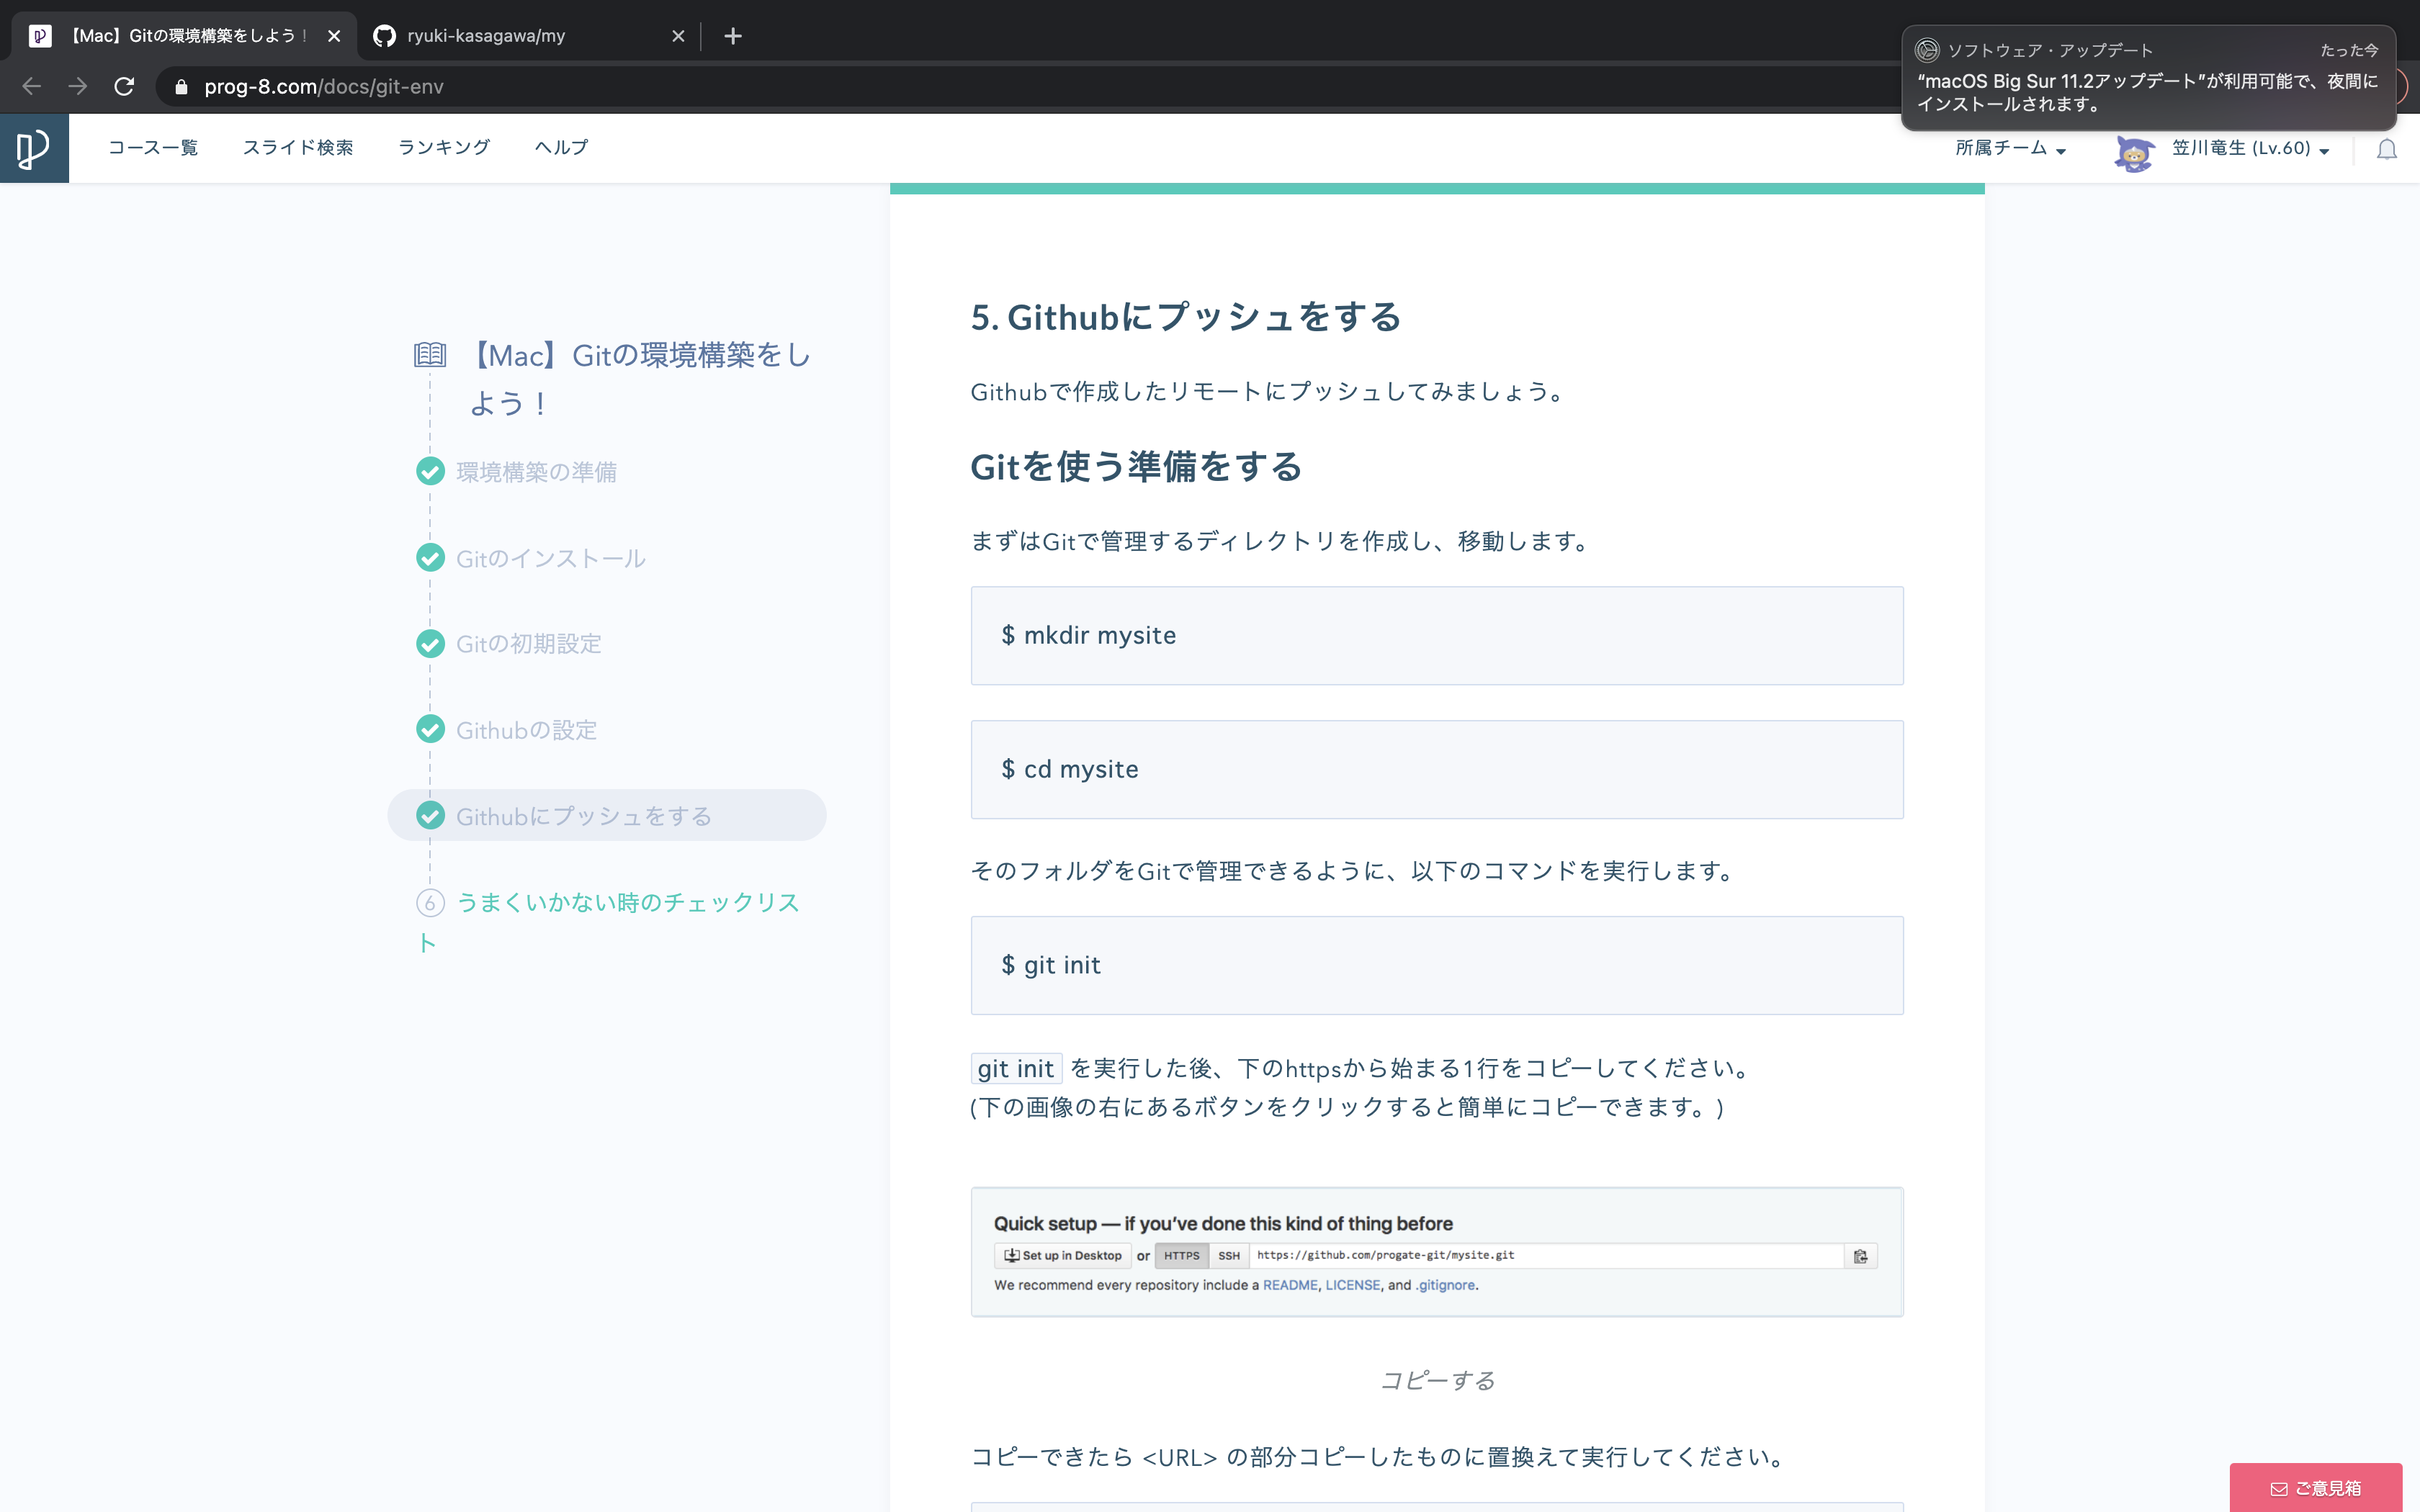 【Mac】Gitの環境構築をしよう！
ryuki-kasagawa/my
prog-8.com/docs/git-env
ソフトウェア・アップデート
たった今
“macOS Big Sur 11.2アップデート”が利用可能で、夜間に
インストールされます。
コース一覧
スライド検索
ランキング
ヘルプ
所属チーム
笠川竜生 (Lv.60)
【Mac】Gitの環境構築をし
よう！
環境構築の準備
Gitのインストール
Gitの初期設定
Githubの設定
Githubにプッシュをする
6 うまくいかない時のチェックリス
ト
5. Githubにプッシュをする
Githubで作成したリモートにプッシュしてみましょう。
Gitを使う準備をする
まずはGitで管理するディレクトリを作成し、移動します。
$ mkdir mysite
$ cd mysite
そのフォルダをGitで管理できるように、以下のコマンドを実行します。
$ git init
git init を実行した後、下のhttpsから始まる1行をコピーしてください。
(下の画像の右にあるボタンをクリックすると簡単にコピーできます。)
Quick setup — if you’ve done this kind of thing before
Set up in Desktop or HTTPS SSH https://github.com/progate-git/mysite.git
We recommend every repository include a README, LICENSE, and .gitignore.
コピーする
コピーできたら <URL> の部分コピーしたものに置換えて実行してください。
ご意見箱